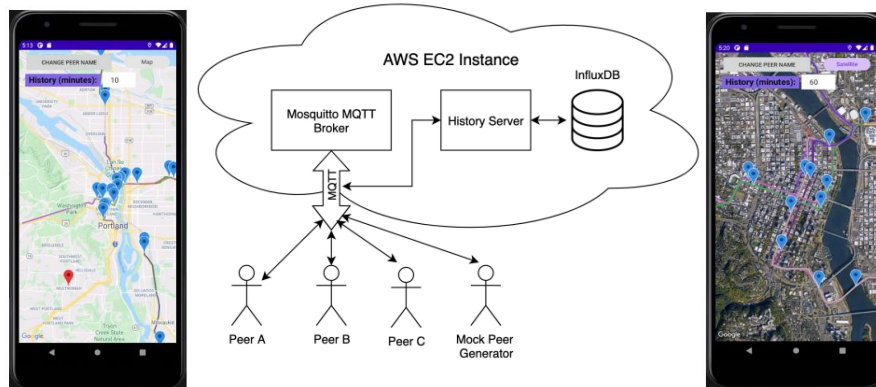 5:13
CHANGE PEER NAME
Map
History (minutes):
10
Portland
Google
AWS EC2 Instance
InfluxDB
Mosquitto MQTT
Broker
History Server
MQTT
Peer A
Peer B
Peer C
Mock Peer
Generator
5:20
CHANGE PEER NAME
Satellite
History (minutes):
60
Google